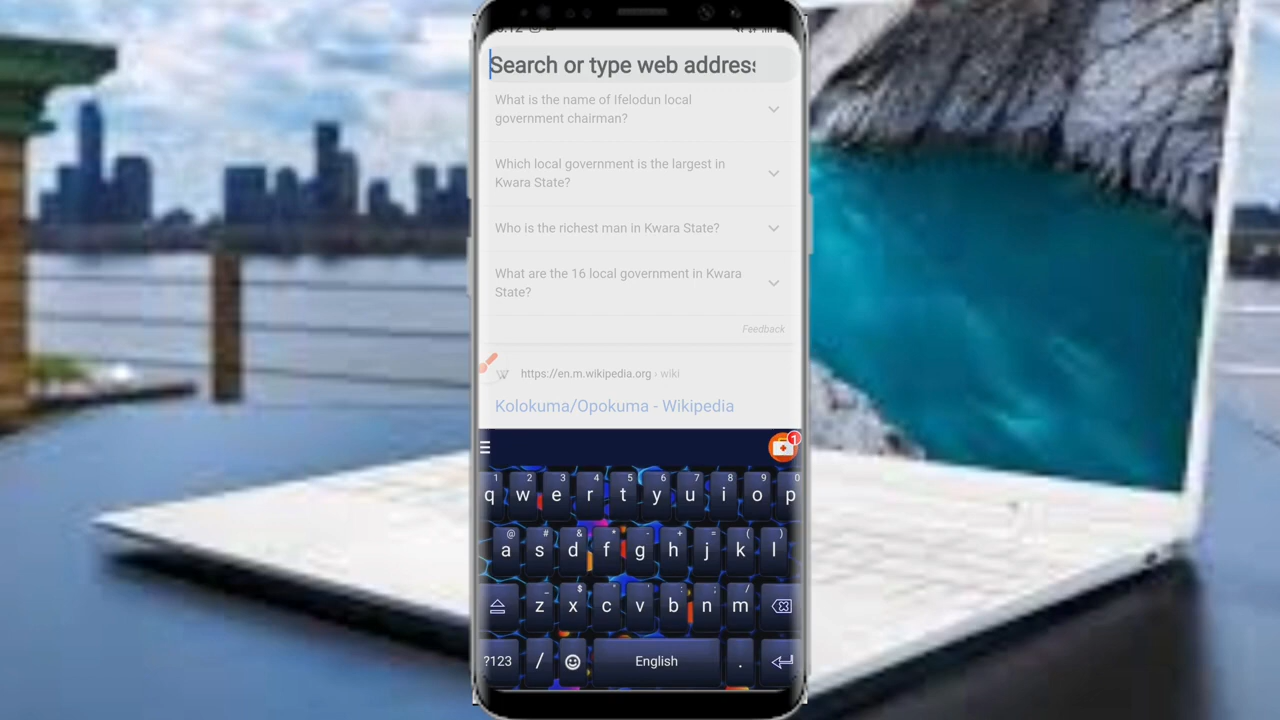 Search or type web addres
What is the name of Ifelodun local
government chairman?
Which local government is the largest in
Kwara State?
Who is the richest man in Kwara State?
What are the 16 local government in Kwara
State?
Feedback
https://en.m.wikipedia.org › wiki
Kolokuma/Opokuma - Wikipedia
1
1 2 3 4 5 6 7 8 9 0
q w e r t y u i o p
@ # & * - + = ( )
a s d f g h j k l
_ $ " ' : ; /
z x c v b n m
?123 / English .